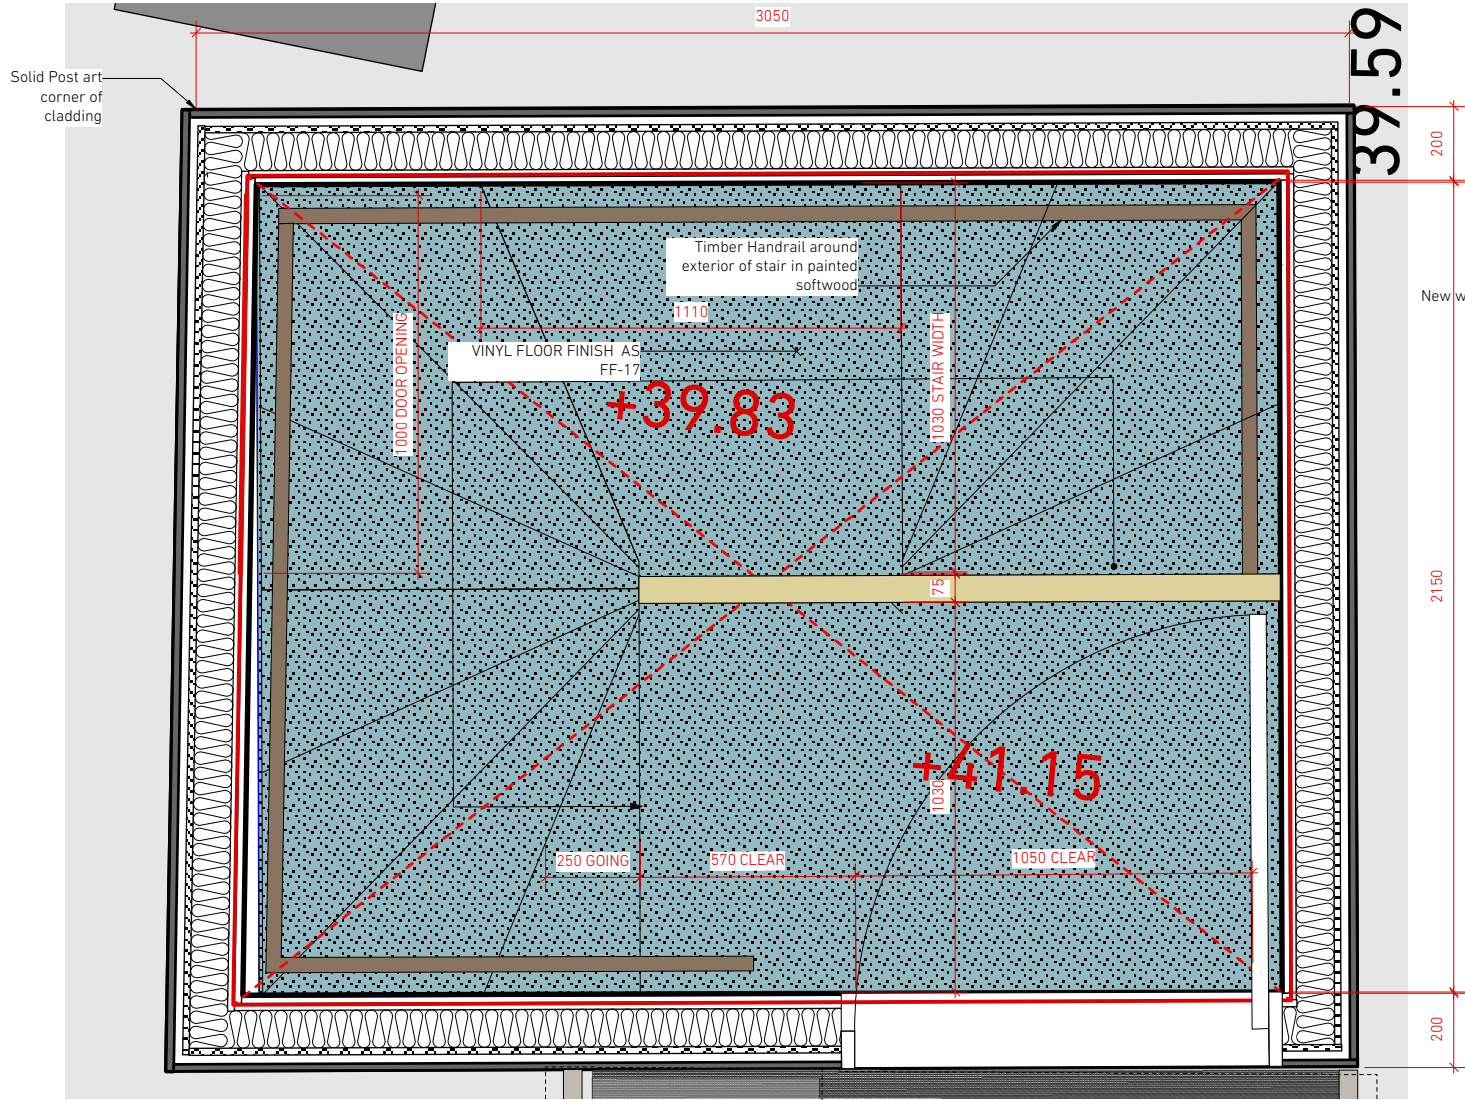 3050
39.59
Solid Post art
corner of
cladding
200
Timber Handrail around
exterior of stair in painted
softwood
New w
1110
1000 DOOR OPENING
1030 STAIR WIDTH
VINYL FLOOR FINISH AS
FF-17
+39.83
75
2150
+41.15
1030
250 GOING
570 CLEAR
1050 CLEAR
200